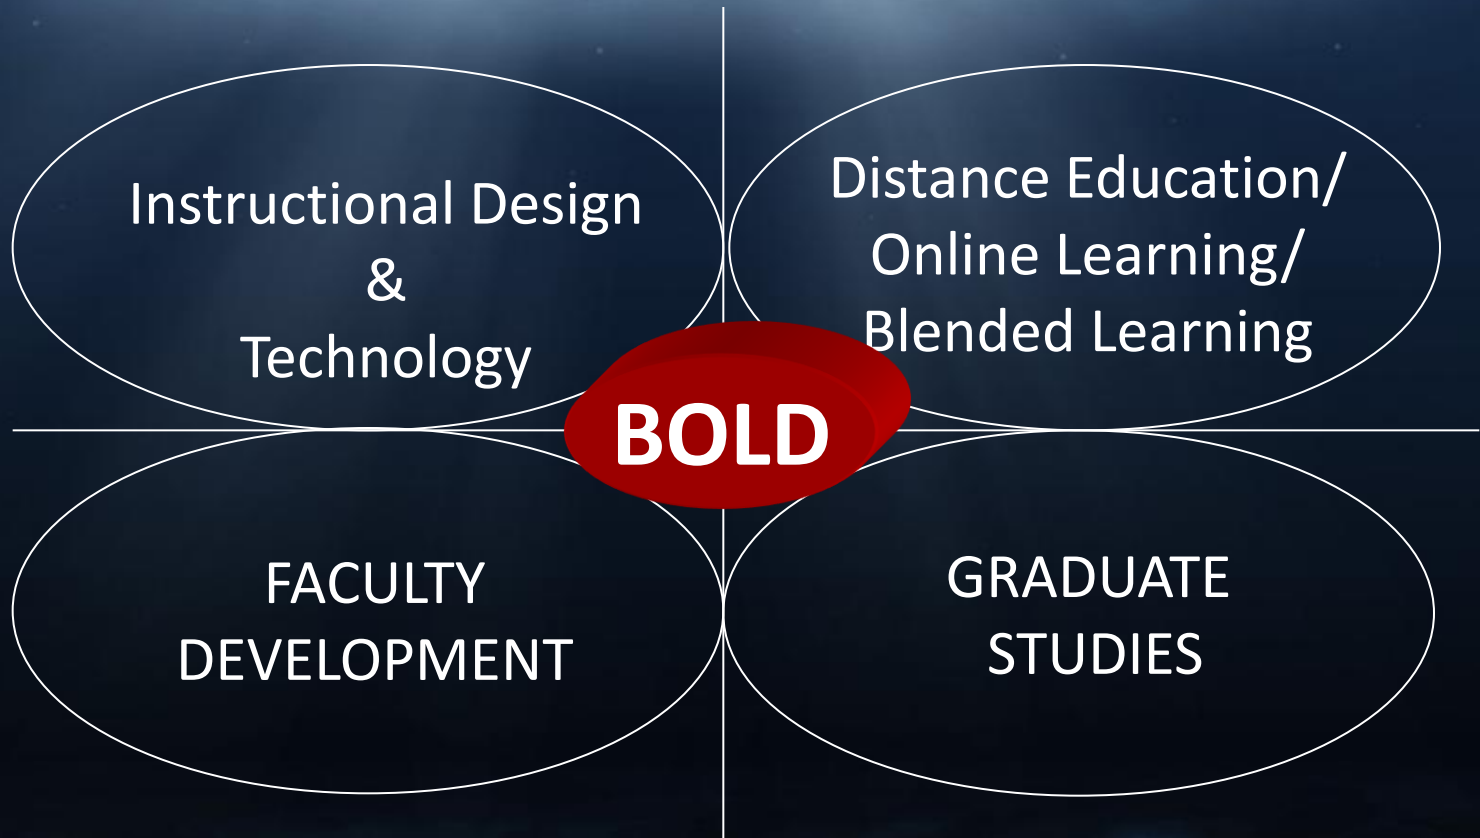 Instructional Design
&
Technology
Distance Education/
Online Learning/
Blended Learning
BOLD
FACULTY
DEVELOPMENT
GRADUATE
STUDIES